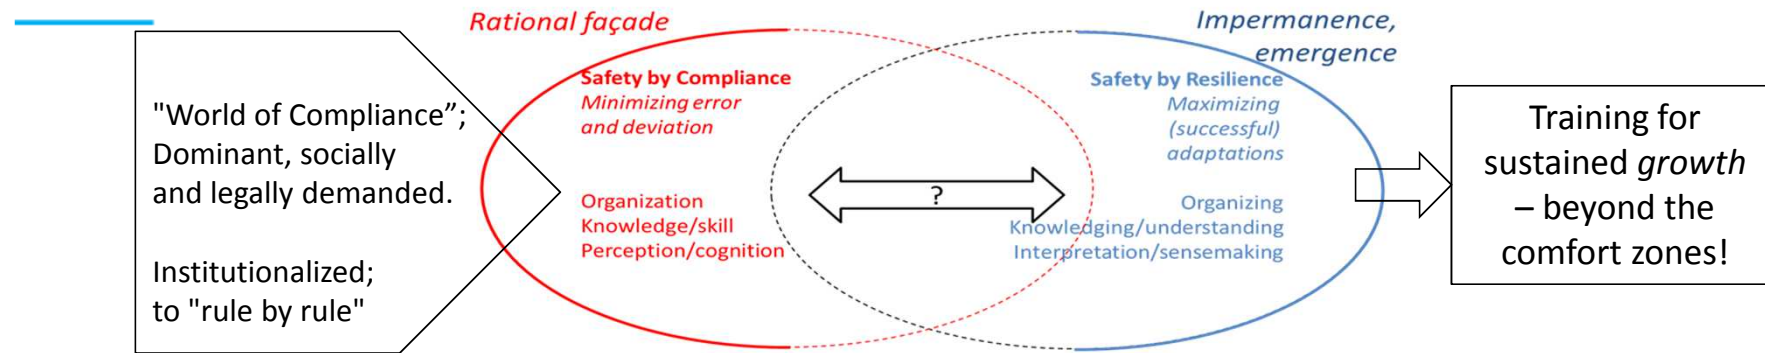 "World of Compliance”;
Dominant, socially
and legally demanded.
Institutionalized;
to "rule by rule"
Rational façade
Safety by Compliance
Minimizing error
and deviation
Organization
Knowledge/skill
Perception/cognition
?
Impermanence,
emergence
Safety by Resilience
Maximizing
(successful)
adaptations
Organizing
Knowledging/understanding
Interpretation/sensemaking
Training for
sustained growth
– beyond the
comfort zones!